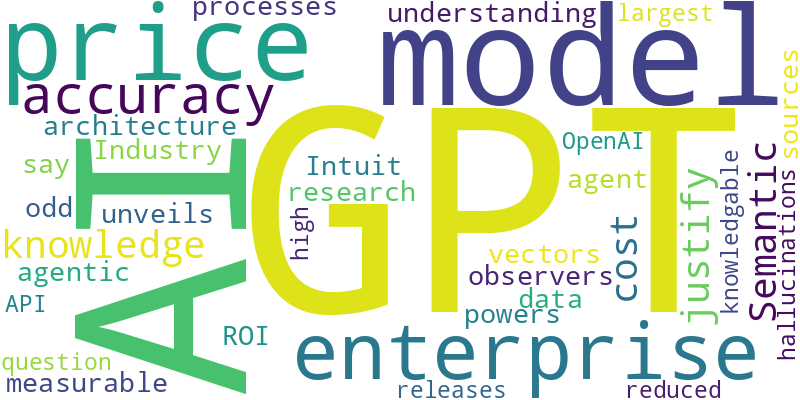 processes
understanding
largest
price
model
accuracy
sources
architecture
GPT
OpenAI
Industry
AI
say
Intuit
agent
research
justify
knowledgable
Semantic
hallucinations
odd
unveils
high
cost
knowledge
vectors
agentic
observers
data
API
powers
ROI
enterprise
question
measurable
releases
reduced